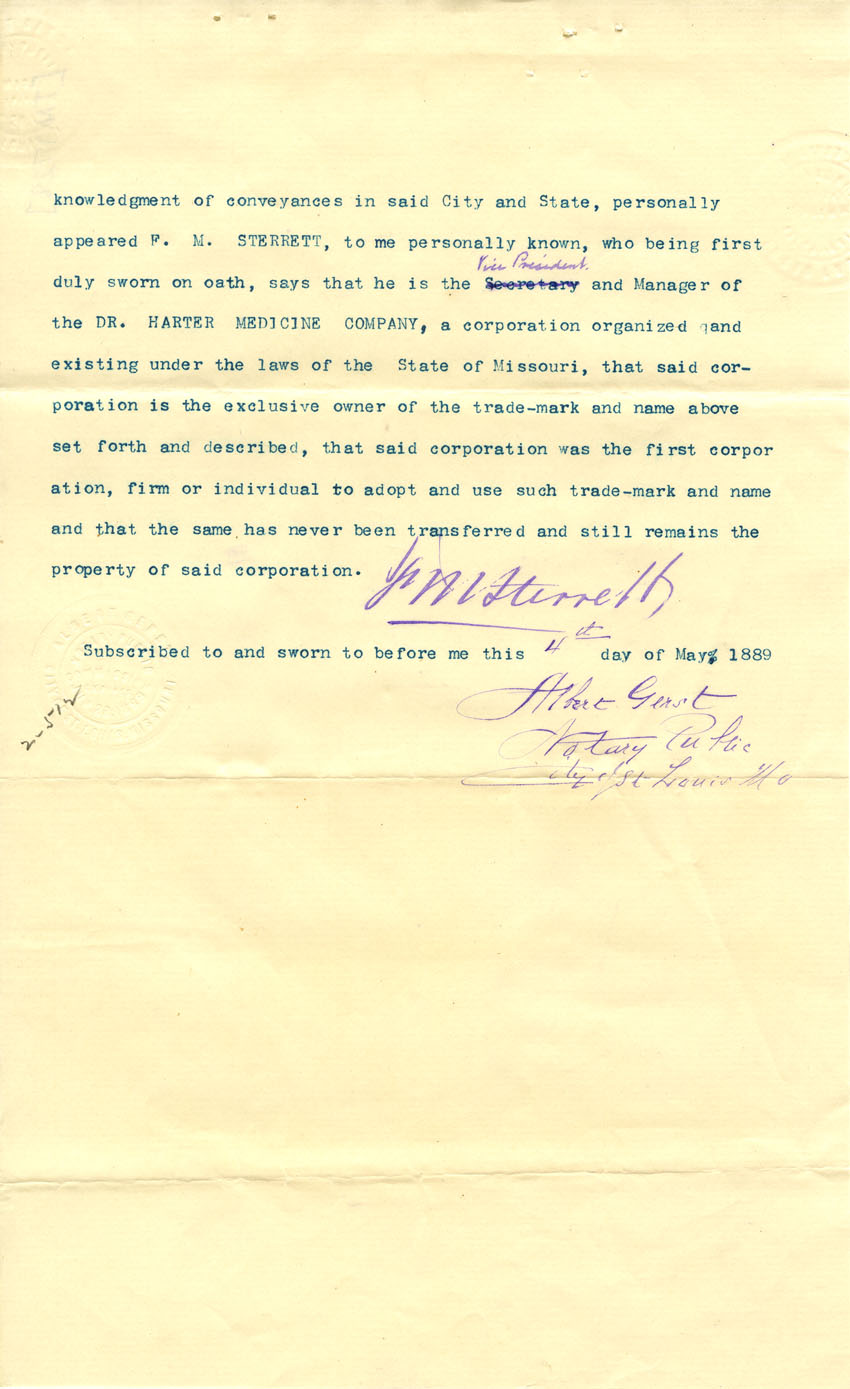 knowledgment of conveyances in said City and State, personally
appeared F. M. STERRETT, to me personally known, who being first
Vice President.
duly sworn on oath, says that he is the Secretary and Manager of
the DR. HARTER MEDICINE COMPANY, a corporation organized and
existing under the laws of the State of Missouri, that said cor-
poration is the exclusive owner of the trade-mark and name above
set forth and described, that said corporation was the first corpor
ation, firm or individual to adopt and use such trade-mark and name
and that the same has never been transferred and still remains the
property of said corporation.
F M Sterrett
Subscribed to and sworn to before me this 4th day of May 1889
Albert Gerst
Notary Public
City of St Louis Mo
2-512